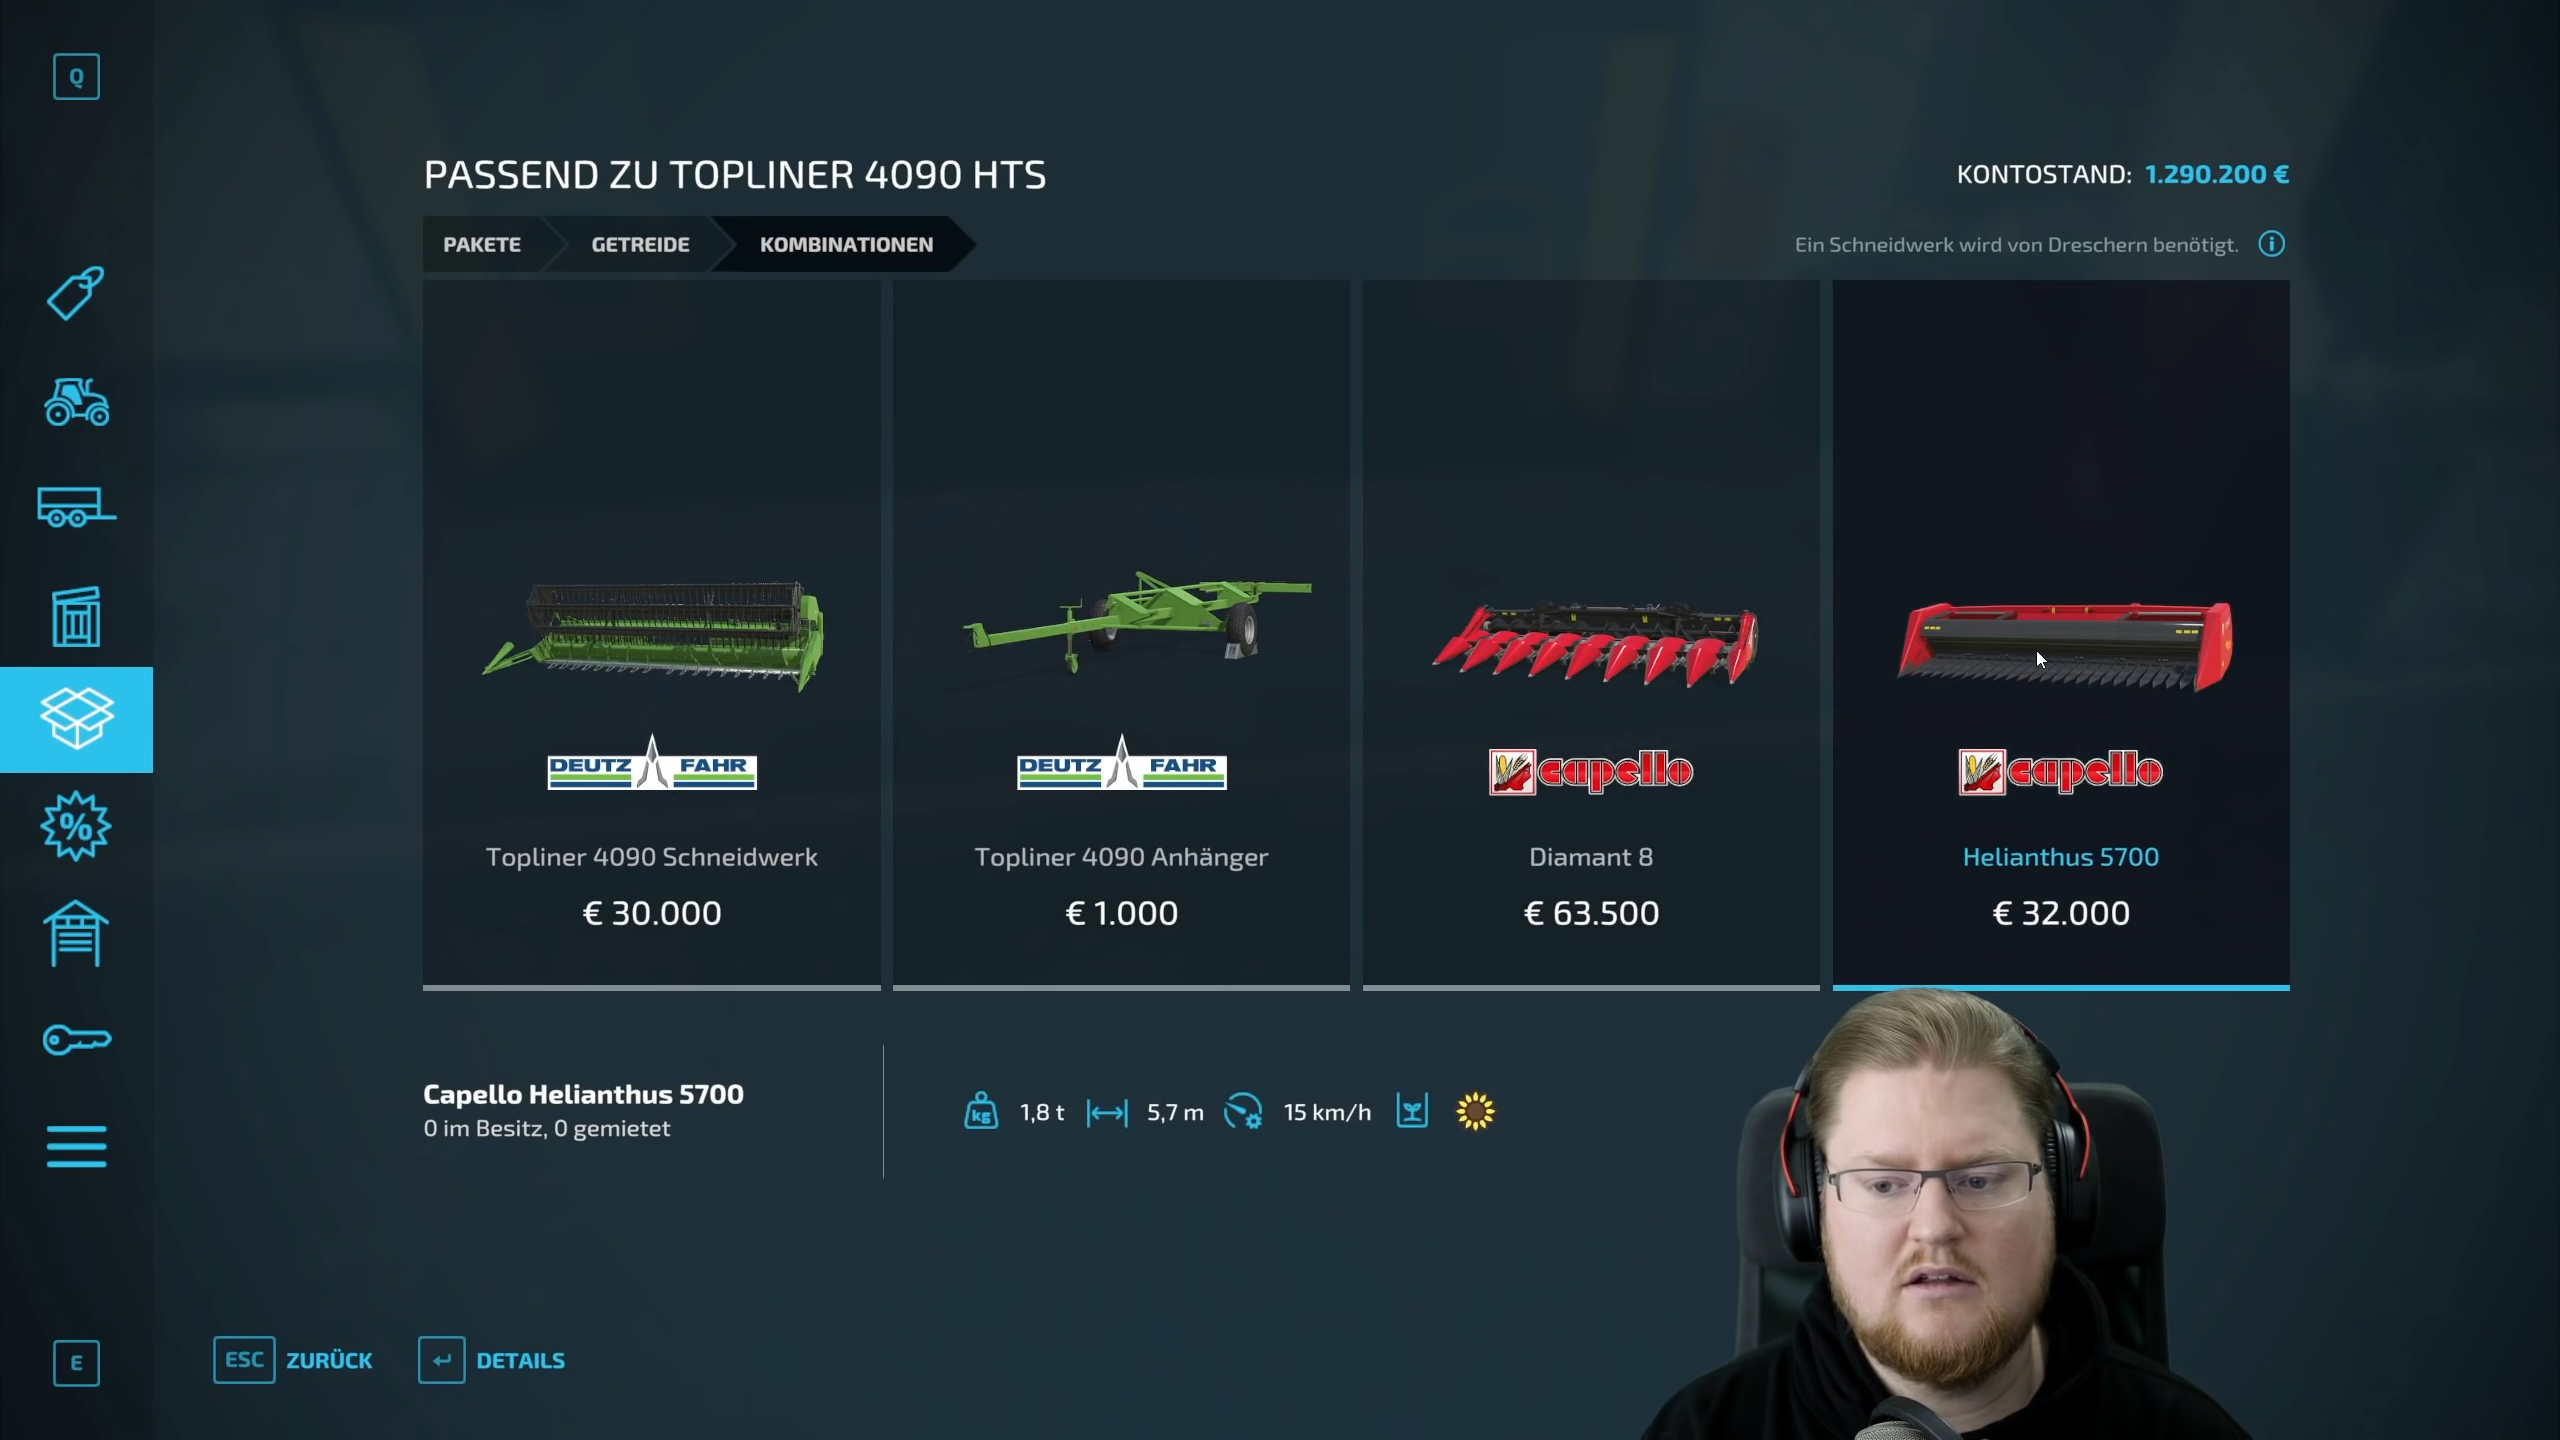 Q
PASSEND ZU TOPLINER 4090 HTS
KONTOSTAND: 1.290.200 €
PAKETE
GETREIDE
KOMBINATIONEN
Ein Schneidwerk wird von Dreschern benötigt.
DEUTZ FAHR
Topliner 4090 Schneidwerk
€ 30.000
DEUTZ FAHR
Topliner 4090 Anhänger
€ 1.000
capello
Diamant 8
€ 63.500
capello
Helianthus 5700
€ 32.000
%
Capello Helianthus 5700
0 im Besitz, 0 gemietet
kg
1,8 t
5,7 m
15 km/h
E
ESC ZURÜCK
DETAILS